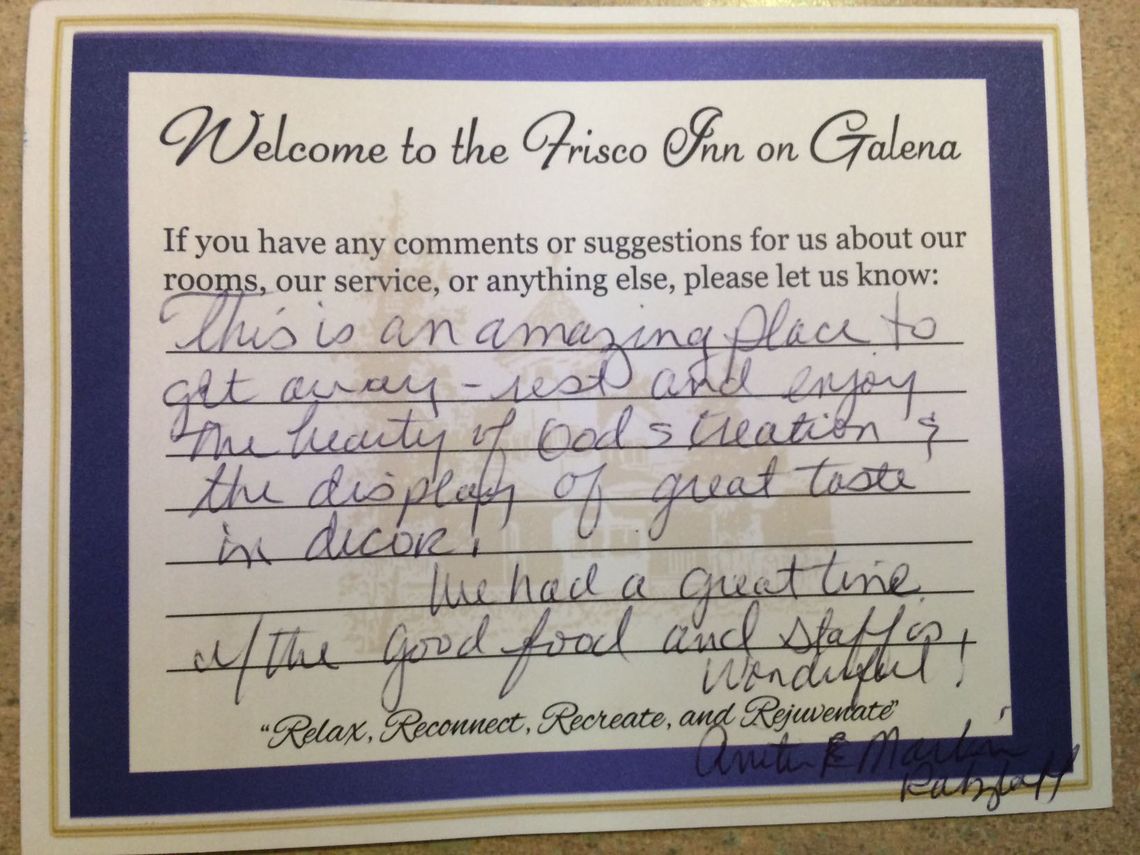 Welcome to the Frisco Inn on Galena
If you have any comments or suggestions for us about our
rooms, our service, or anything else, please let us know:
This is an amazing place to
get away - rest and enjoy
the beauty of God's creation &
the display of great taste
in decor!
We had a great time
w/ the good food and staff is
wonderful!
"Relax, Reconnect, Recreate, and Rejuvenate"
Anita & Martin
Ratzlaff